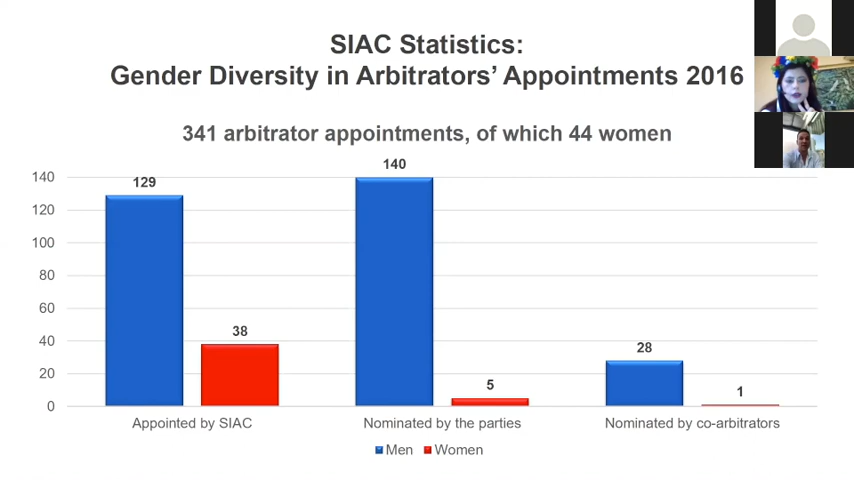 SIAC Statistics:
Gender Diversity in Arbitrators' Appointments 2016
341 arbitrator appointments, of which 44 women
140
120
100
80
60
40
20
0
129
38
140
5
28
1
Appointed by SIAC
Nominated by the parties
Nominated by co-arbitrators
Men
Women